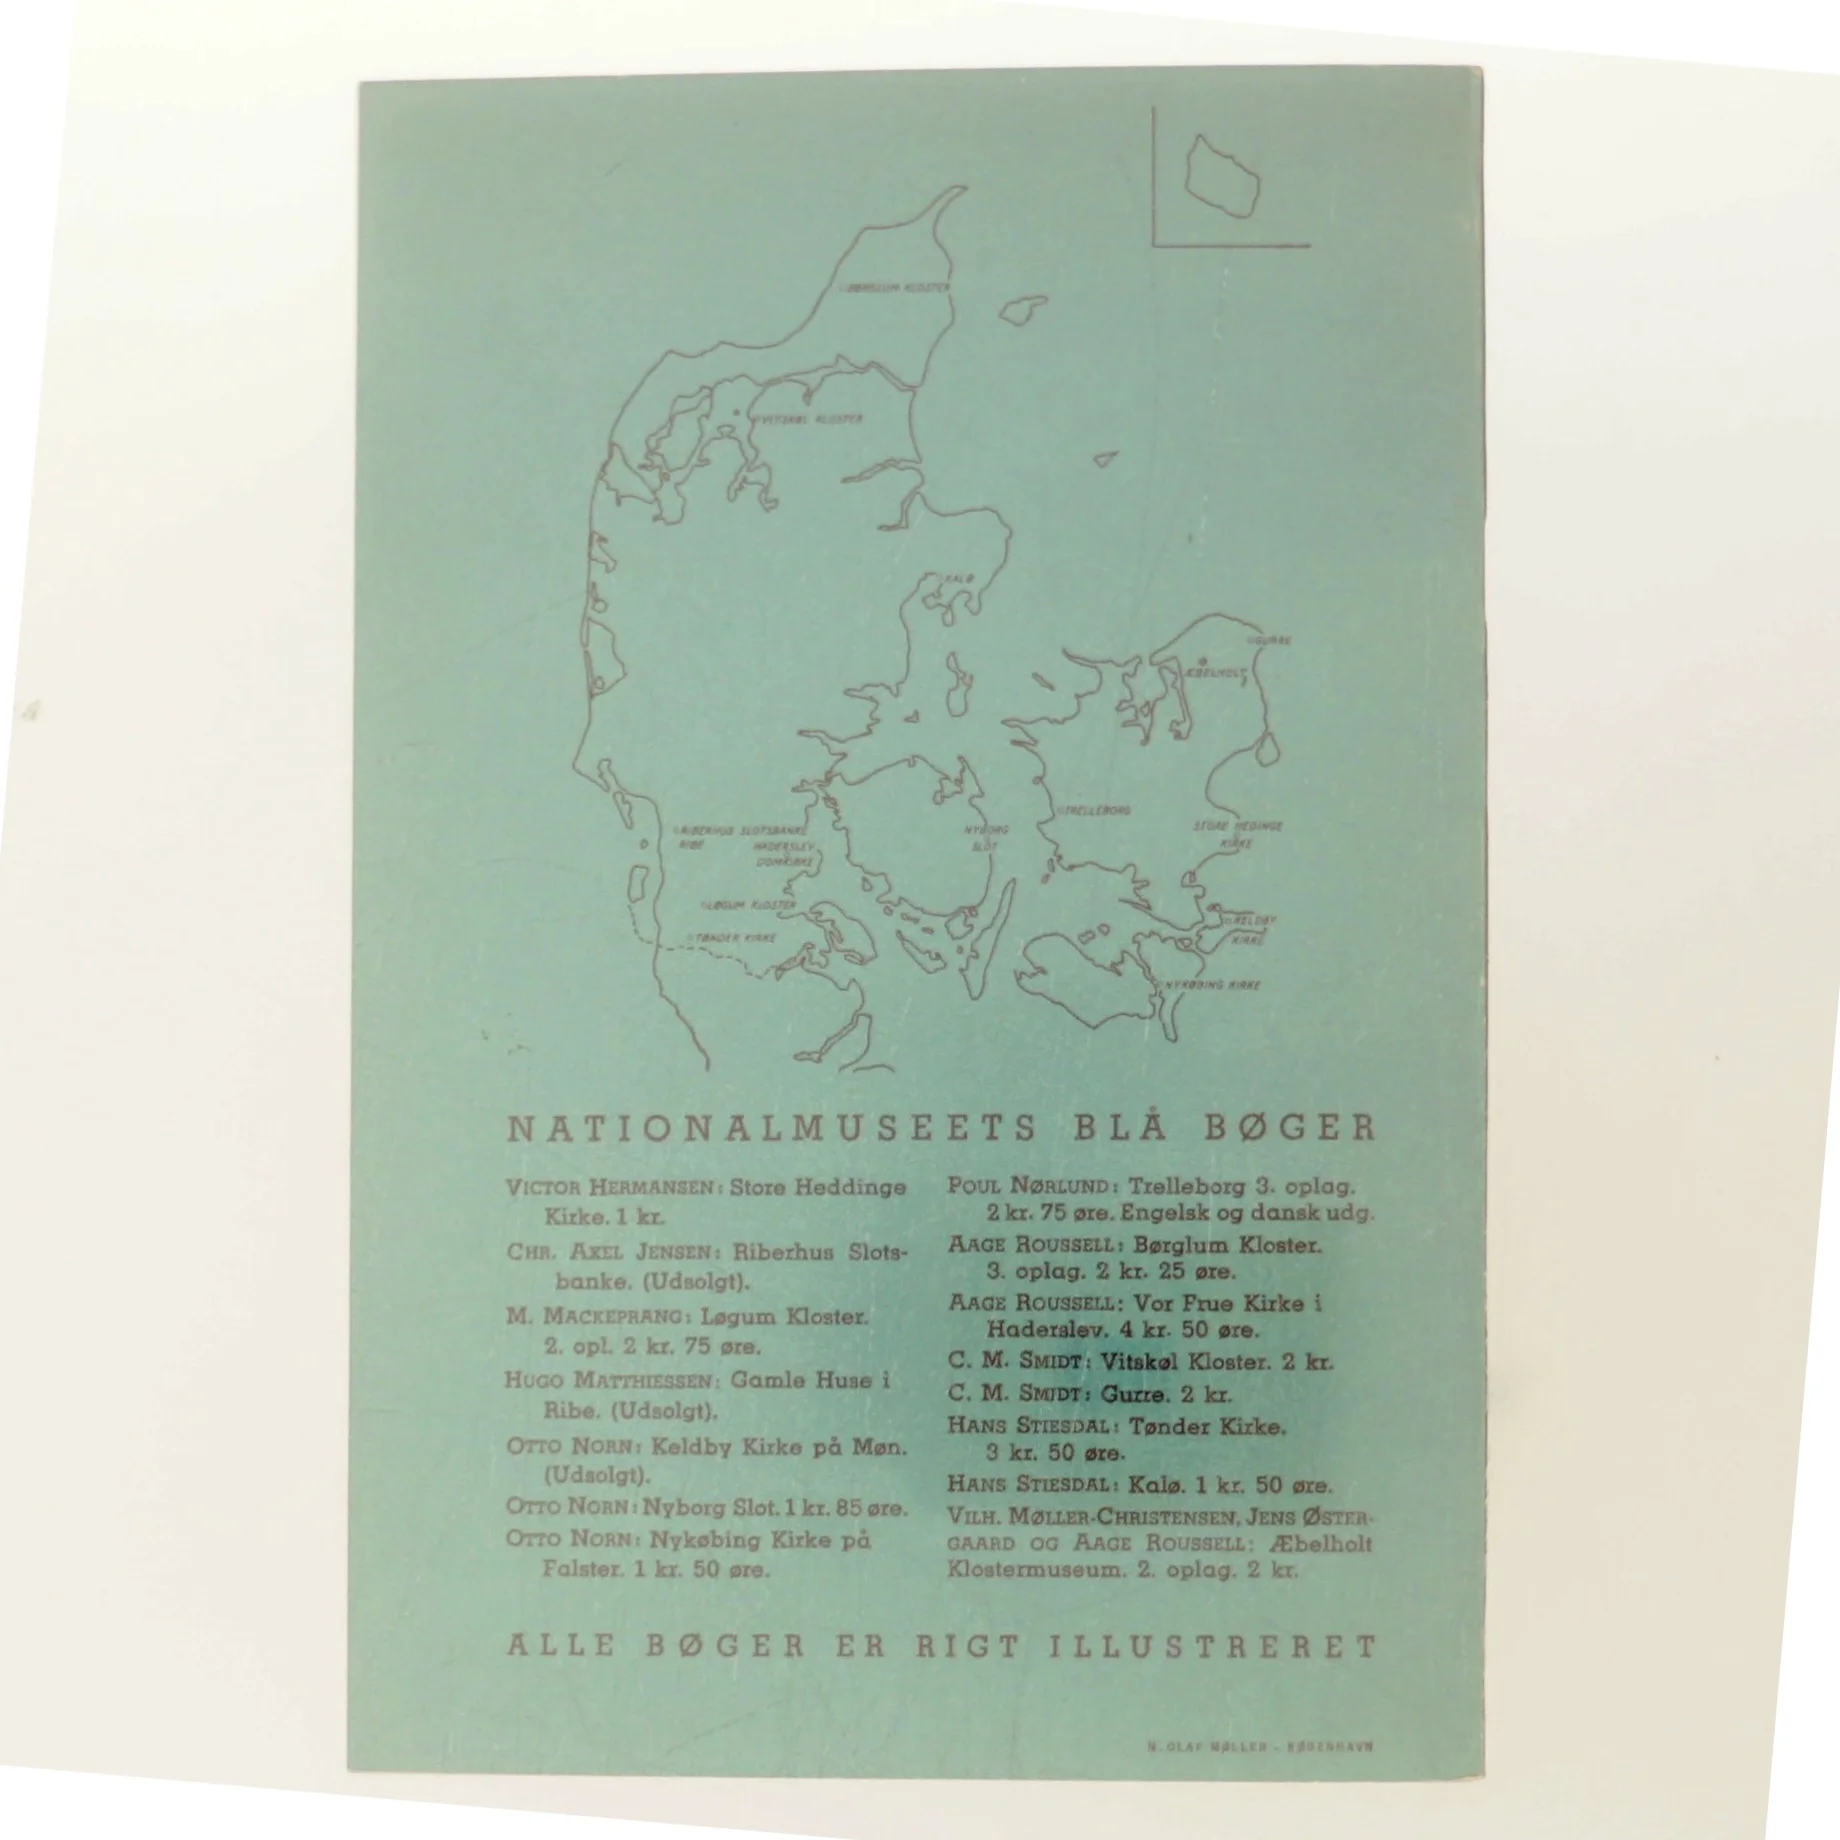 BØRGLUM KLOSTER
VITSKØL KLOSTER
KALØ
GURRE
ÆBELHOLT
TRELLEBORG
RIBERHUS SLOTSBANKE
RIBE
HADERSLEV
DOMKIRKE
NYBORG
SLOT
STORE HEDINGE
KIRKE
LØGUM KLOSTER
KELDBY
KIRKE
TØNDER KIRKE
NYKØBING KIRKE
NATIONALMUSEETS BLÅ BØGER
VICTOR HERMANSEN: Store Heddinge
Kirke. 1 kr.
CHR. AXEL JENSEN: Riberhus Slots-
banke. (Udsolgt).
M. MACKEPRANG: Løgum Kloster.
2. opl. 2 kr. 75 øre.
HUGO MATTHIESSEN: Gamle Huse i
Ribe. (Udsolgt).
OTTO NORN: Keldby Kirke på Møn.
(Udsolgt).
OTTO NORN: Nyborg Slot. 1 kr. 85 øre.
OTTO NORN: Nykøbing Kirke på
Falster. 1 kr. 50 øre.
POUL NØRLUND: Trelleborg 3. oplag.
2 kr. 75 øre. Engelsk og dansk udg.
AAGE ROUSSELL: Børglum Kloster.
3. oplag. 2 kr. 25 øre.
AAGE ROUSSELL: Vor Frue Kirke i
Haderslev. 4 kr. 50 øre.
C. M. SMIDT: Vitskøl Kloster. 2 kr.
C. M. SMIDT: Gurre. 2 kr.
HANS STIESDAL: Tønder Kirke.
3 kr. 50 øre.
HANS STIESDAL: Kalø. 1 kr. 50 øre.
VILH. MØLLER-CHRISTENSEN, JENS ØSTER-
GAARD OG AAGE ROUSSELL: Æbelholt
Klostermuseum. 2. oplag. 2 kr.
ALLE BØGER ER RIGT ILLUSTRERET
N. OLAF MØLLER - KØBENHAVN